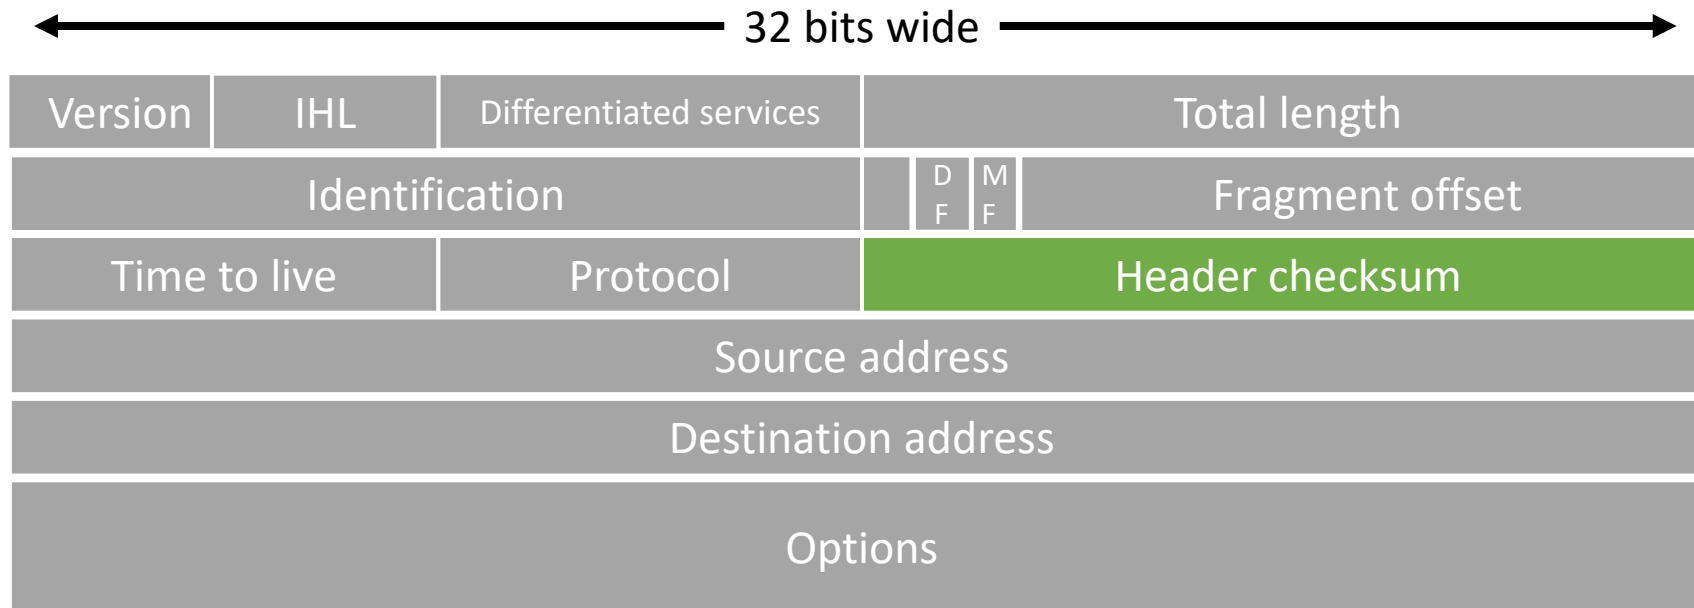 32 bits wide
Version IHL Differentiated services Total length
Identification D F M F Fragment offset
Time to live Protocol Header checksum
Source address
Destination address
Options